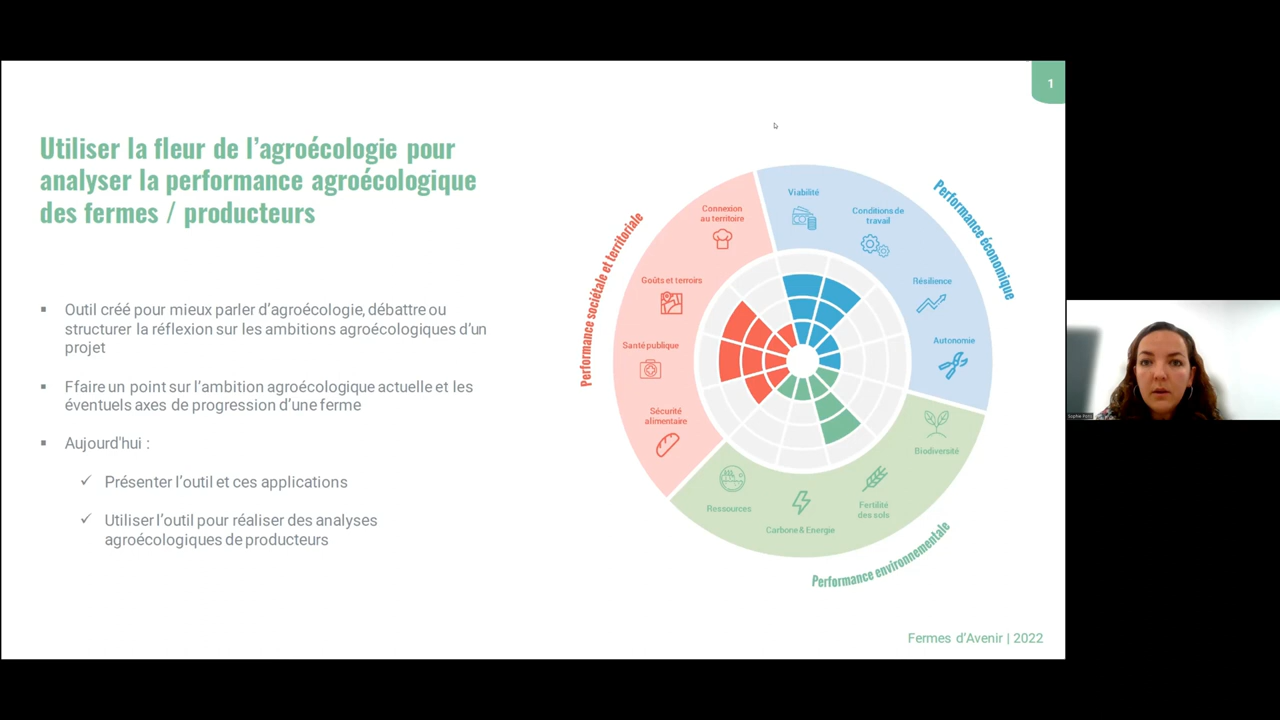 1
Utiliser la fleur de l'agroécologie pour
analyser la performance agroécologique
des fermes / producteurs
▪ Outil créé pour mieux parler d'agroécologie, débattre ou
structurer la réflexion sur les ambitions agroécologiques d'un
projet
▪ Ffaire un point sur l'ambition agroécologique actuelle et les
éventuels axes de progression d'une ferme
▪ Aujourd'hui :
✓ Présenter l'outil et ces applications
✓ Utiliser l'outil pour réaliser des analyses
agroécologiques de producteurs
Performance sociétale et territoriale
Connexion
au territoire
Goûts et terroirs
Santé publique
Sécurité
alimentaire
Performance économique
Viabilité
Conditions de
travail
Résilience
Autonomie
Biodiversité
Fertilité
des sols
Carbone & Energie
Ressources
Performance environnementale
Fermes d'Avenir | 2022